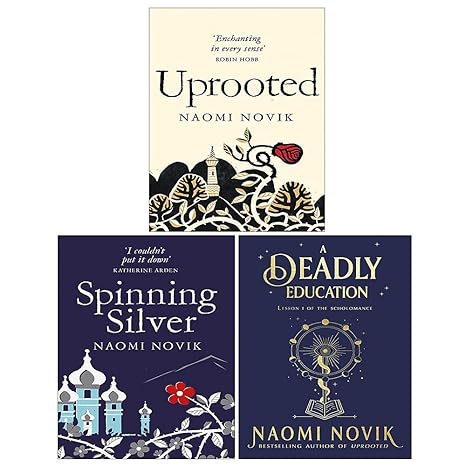 'Enchanting
in every sense'
ROBIN HOBB
Uprooted
NAOMI NOVIK
'I couldn't
put it down'
KATHERINE ARDEN
Spinning
Silver
NAOMI NOVIK
A
DEADLY
EDUCATION
LESSON 1 OF THE SCHOLOMANCE
NAOMI NOVIK
BESTSELLING AUTHOR OF UPROOTED